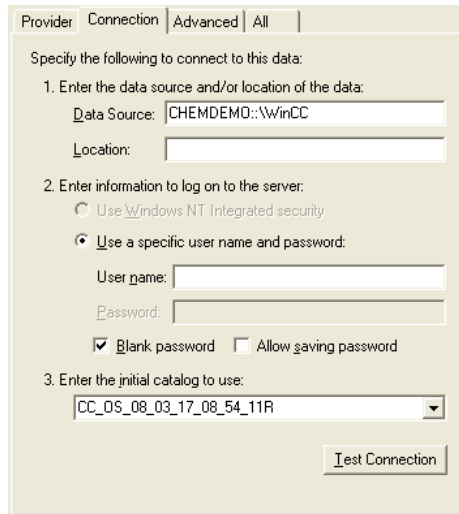 Provider Connection Advanced All
Specify the following to connect to this data:
1. Enter the data source and/or location of the data:
Data Source: CHEMDEMO::\WinCC
Location:
2. Enter information to log on to the server:
Use Windows NT Integrated security
Use a specific user name and password:
User name:
Password:
Blank password Allow saving password
3. Enter the initial catalog to use:
CC_OS_08_03_17_08_54_11R
Test Connection